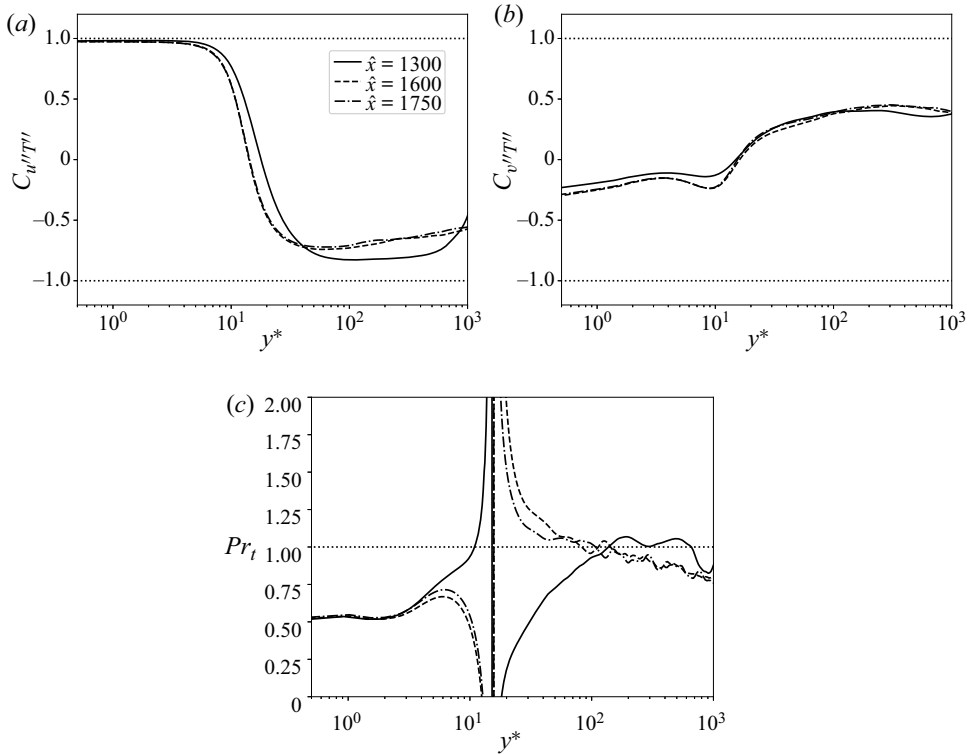 (a)
1.0
0.5
0
–0.5
–1.0
C_{u″T″}
x̂ = 1300
x̂ = 1600
x̂ = 1750
10^0 10^1 10^2 10^3
y*
(b)
1.0
0.5
0
–0.5
–1.0
C_{v″T″}
10^0 10^1 10^2 10^3
y*
(c)
2.00
1.75
1.50
1.25
1.00
0.75
0.50
0.25
0
Pr_t
10^0 10^1 10^2 10^3
y*